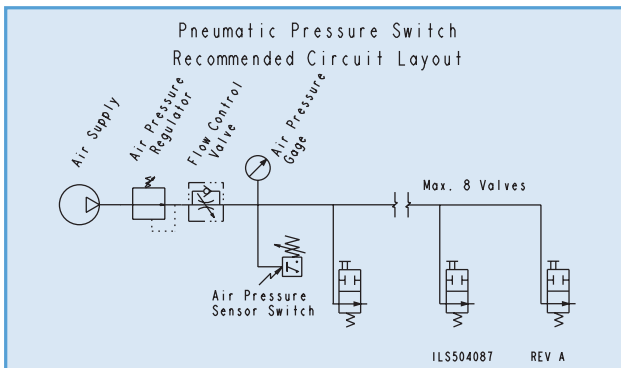 Pneumatic Pressure Switch
Recommended Circuit Layout
Air Supply
Air Pressure
Regulator
Flow Control
Valve
Air Pressure
Gage
Max. 8 Valves
Air Pressure
Sensor Switch
ILS504087 REV A